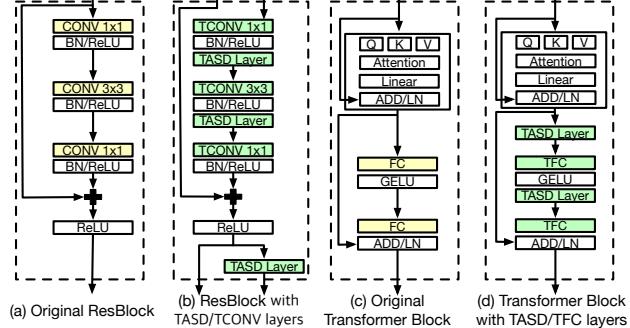 CONV 1x1
BN/ReLU
CONV 3x3
BN/ReLU
CONV 1x1
BN/ReLU
ReLU
(a) Original ResBlock
TCONV 1x1
BN/ReLU
TASD Layer
TCONV 3x3
BN/ReLU
TASD Layer
TCONV 1x1
BN/ReLU
ReLU
TASD Layer
(b) ResBlock with
TASD/TCONV layers
Q K V
Attention
Linear
ADD/LN
FC
GELU
FC
ADD/LN
(c) Original
Transformer Block
Q K V
Attention
Linear
ADD/LN
TASD Layer
TFC
GELU
TASD Layer
TFC
ADD/LN
(d) Transformer Block
with TASD/TFC layers